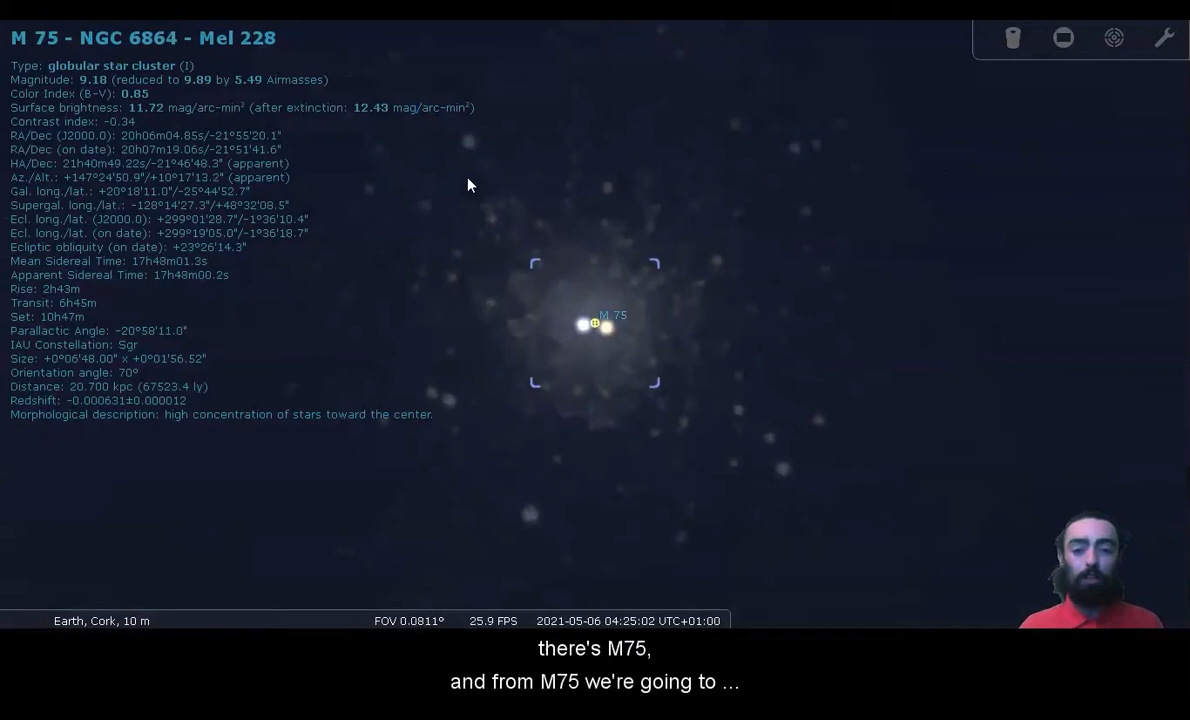 M 75 - NGC 6864 - Mel 228
Type: globular star cluster (I)
Magnitude: 9.18 (reduced to 9.89 by 5.49 Airmasses)
Color Index (B-V): 0.85
Surface brightness: 11.72 mag/arc-min² (after extinction: 12.43 mag/arc-min²)
Contrast index: -0.34
RA/Dec (J2000.0): 20h06m04.85s/-21°55'20.1"
RA/Dec (on date): 20h07m19.06s/-21°51'41.6"
HA/Dec: 21h40m49.22s/-21°46'48.3" (apparent)
Az./Alt.: +147°24'50.9"/+10°17'13.2" (apparent)
Gal. long./lat.: +20°18'11.0"/-25°44'52.7"
Supergal. long./lat.: -128°14'27.3"/+48°32'08.5"
Ecl. long./lat. (J2000.0): +299°01'28.7"/-1°36'10.4"
Ecl. long./lat. (on date): +299°19'05.0"/-1°36'18.7"
Ecliptic obliquity (on date): +23°26'14.3"
Mean Sidereal Time: 17h48m01.3s
Apparent Sidereal Time: 17h48m00.2s
Rise: 2h43m
Transit: 6h45m
Set: 10h47m
Parallactic Angle: -20°58'11.0"
IAU Constellation: Sgr
Size: +0°06'48.00" x +0°01'56.52"
Orientation angle: 70°
Distance: 20.700 kpc (67523.4 ly)
Redshift: -0.000631±0.000012
Morphological description: high concentration of stars toward the center.
M 75
Earth, Cork, 10 m
FOV 0.0811°
25.9 FPS
2021-05-06 04:25:02 UTC+01:00
there's M75,
and from M75 we're going to ...